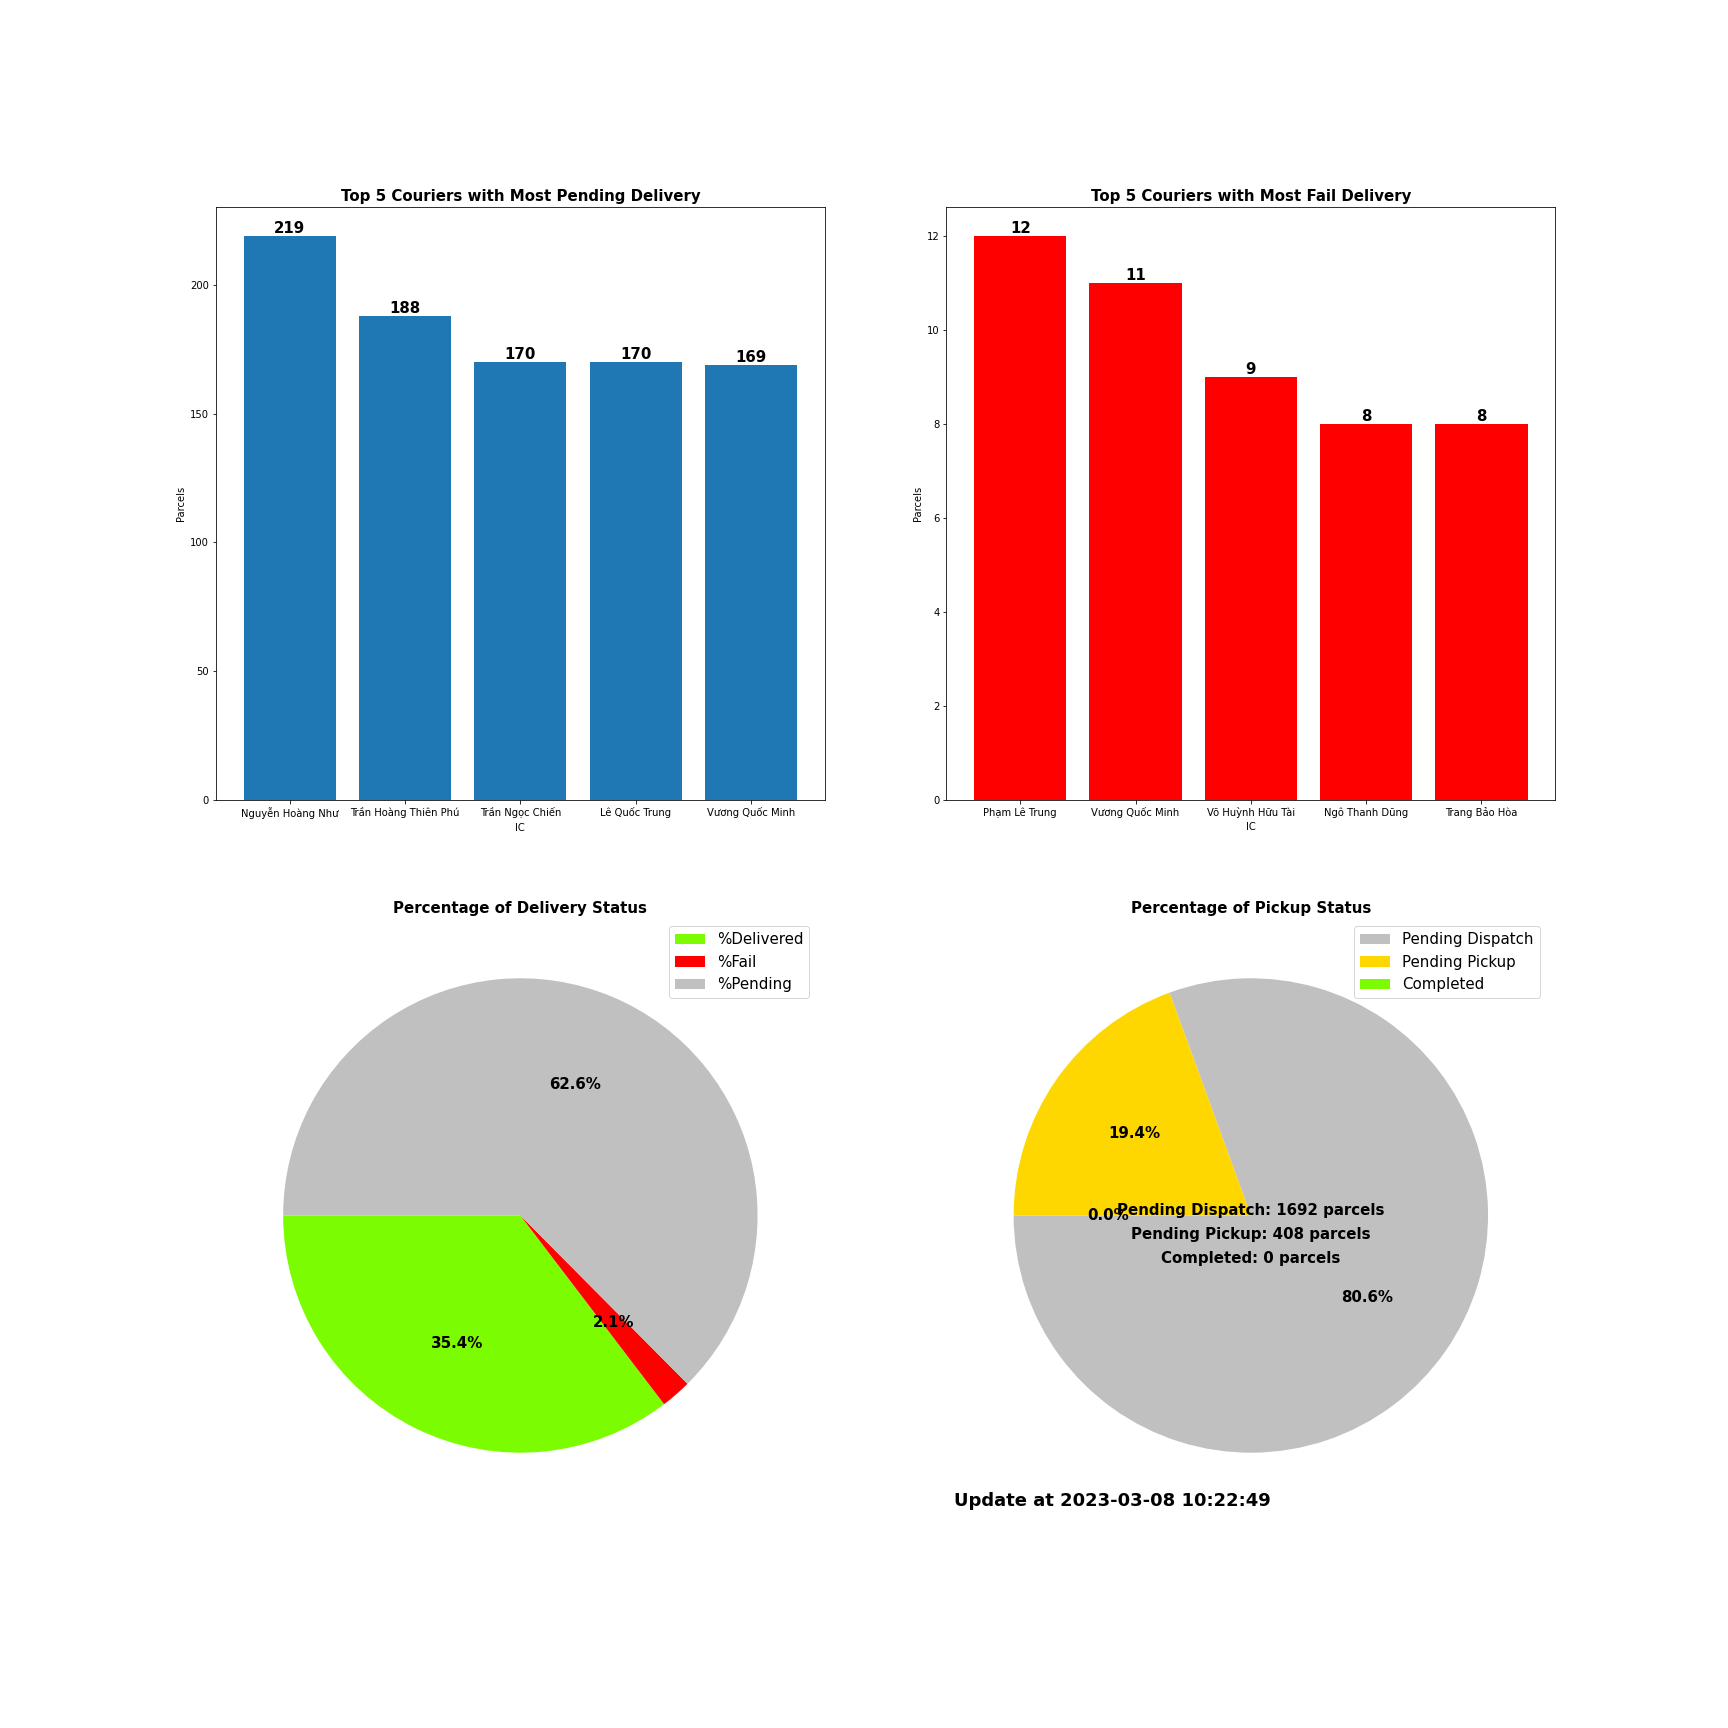 Top 5 Couriers with Most Pending Delivery
219
188
170
170
169
200
150
100
50
0
Parcels
Nguyễn Hoàng Như
Trần Hoàng Thiên Phú
Trần Ngọc Chiến
Lê Quốc Trung
Vương Quốc Minh
IC
Top 5 Couriers with Most Fail Delivery
12
11
9
8
8
12
10
8
6
4
2
0
Parcels
Phạm Lê Trung
Vương Quốc Minh
Võ Huỳnh Hữu Tài
Ngô Thanh Dũng
Trang Bảo Hòa
IC
Percentage of Delivery Status
%Delivered
%Fail
%Pending
62.6%
2.1%
35.4%
Percentage of Pickup Status
Pending Dispatch
Pending Pickup
Completed
19.4%
0.0%
Pending Dispatch: 1692 parcels
Pending Pickup: 408 parcels
Completed: 0 parcels
80.6%
Update at 2023-03-08 10:22:49